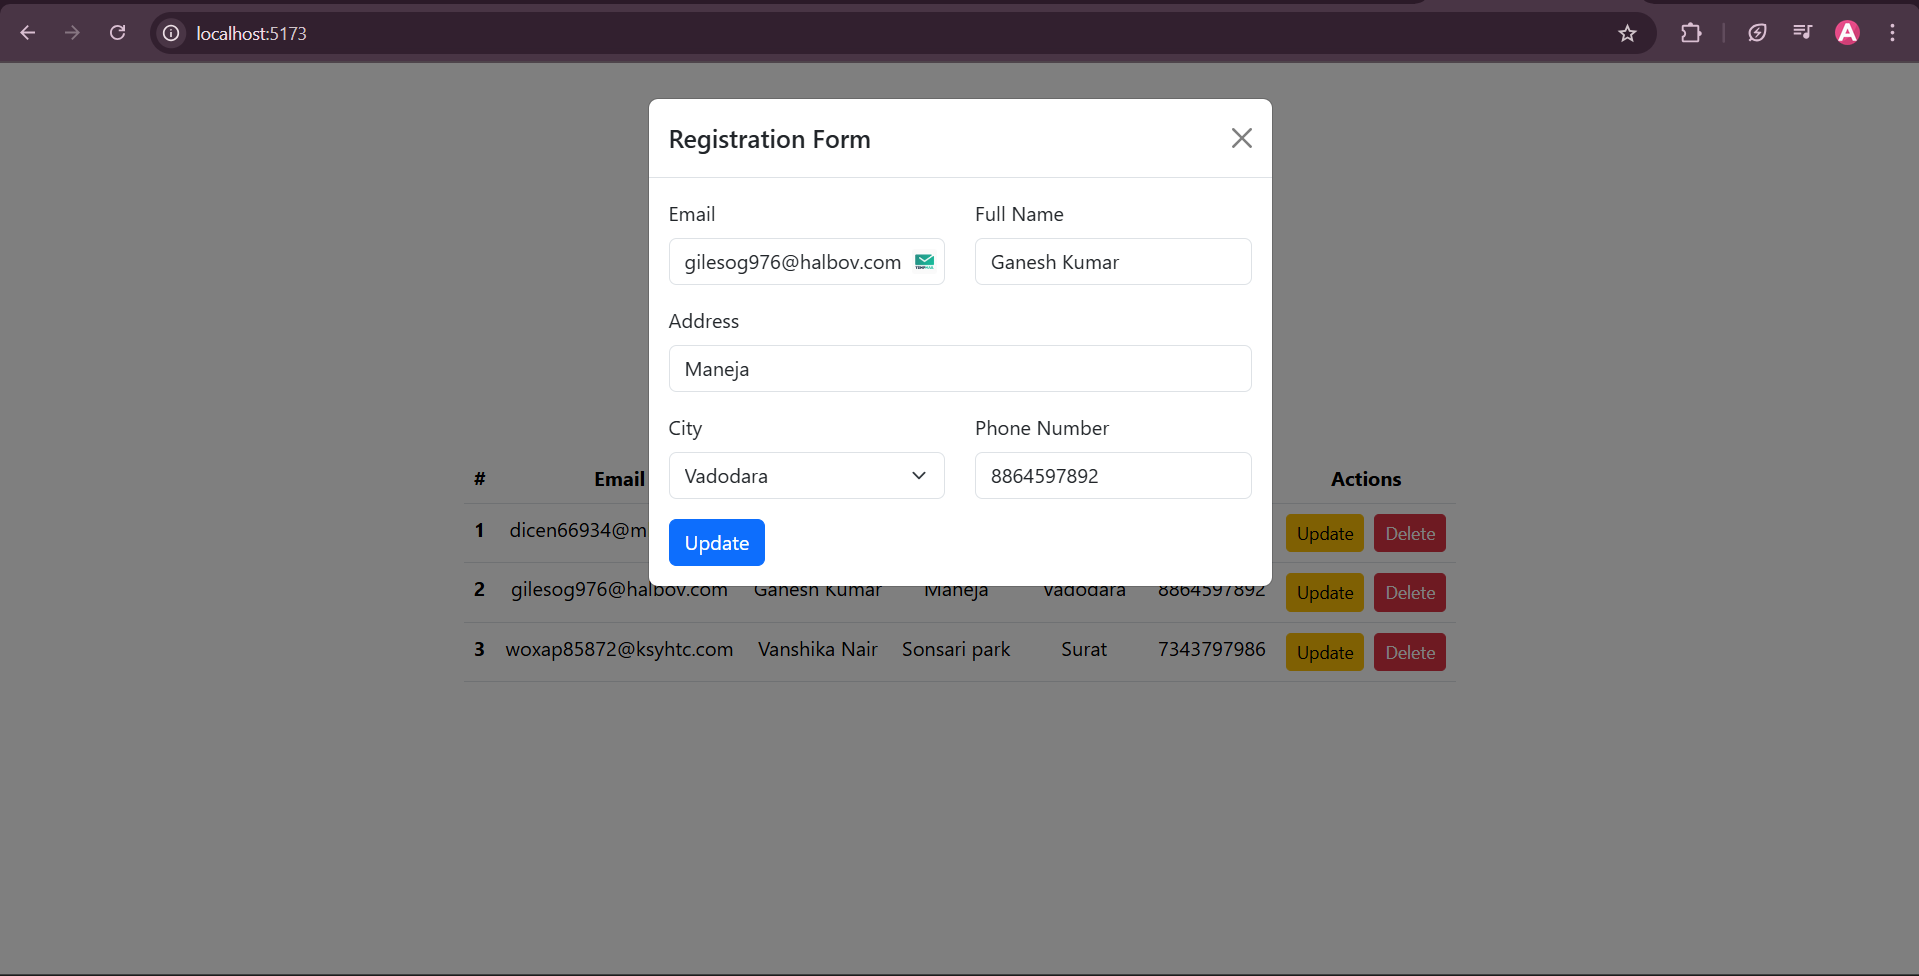 localhost:5173
A
Registration Form
Email Full Name
gilesog976@halbov.com Ganesh Kumar
Address
Maneja
City Phone Number
Vadodara 8864597892
Update
# Email Actions
1 Update Delete
2 gilesog976@halbov.com Ganesh Kumar Maneja Vadodara 8864597892 Update Delete
3 woxap85872@ksyhtc.com Vanshika Nair Sonsari park Surat 7343797986 Update Delete